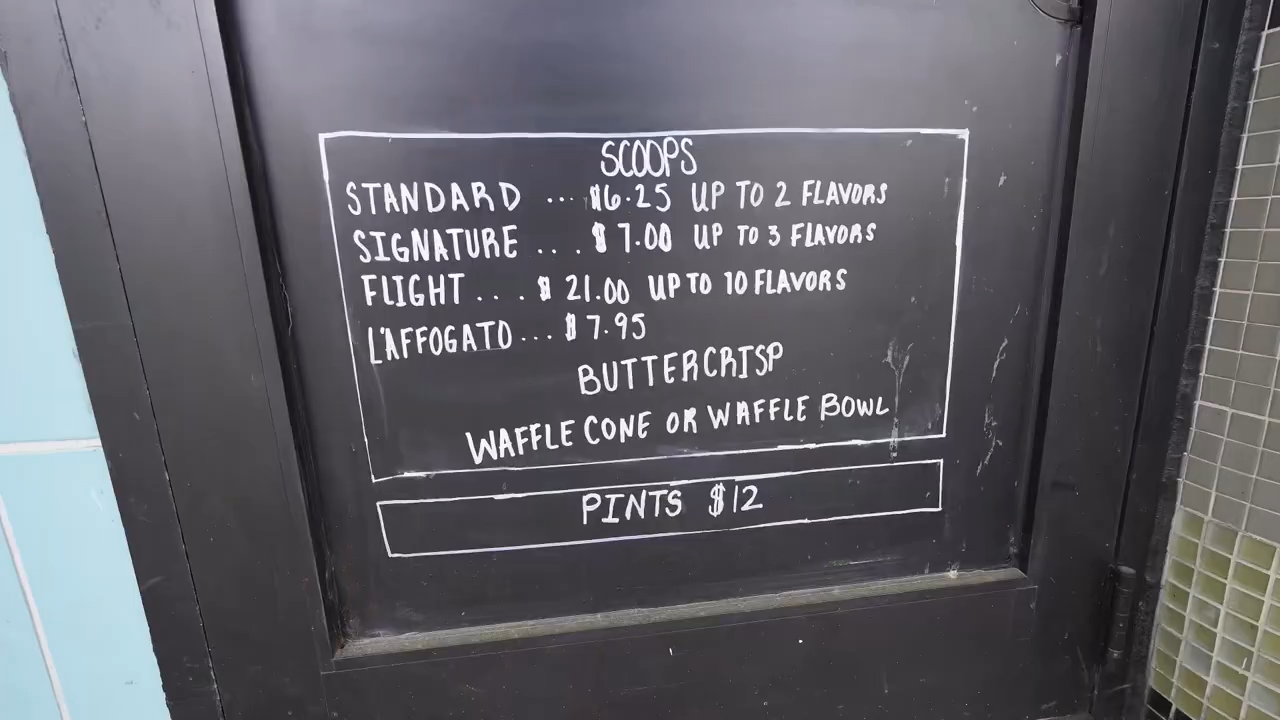 SCOOPS
STANDARD ... $6.25 UP TO 2 FLAVORS
SIGNATURE .... $7.00 UP TO 3 FLAVORS
FLIGHT .... $21.00 UP TO 10 FLAVORS
L'AFFOGATO ... $7.95
BUTTERCRISP
WAFFLE CONE OR WAFFLE BOWL
PINTS $12